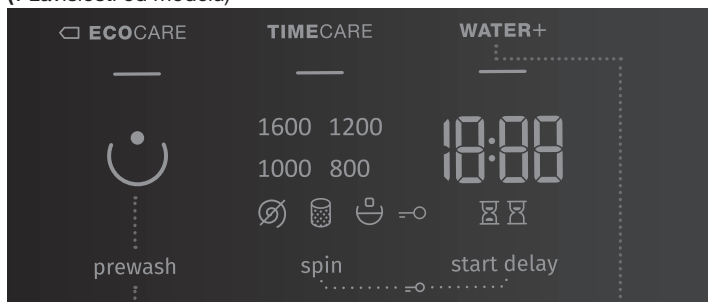 ECOCARE TIMECARE WATER+
1600 1200
1000 800
18:88
prewash spin start delay